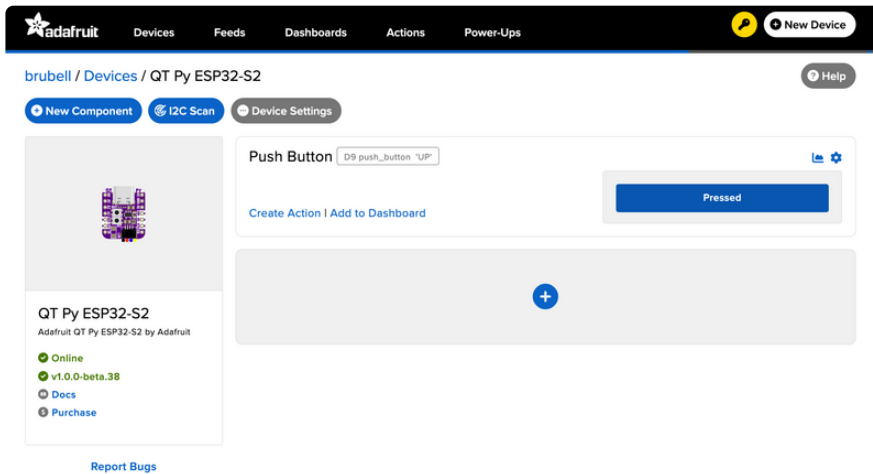 adafruit Devices Feeds Dashboards Actions Power-Ups New Device
brubell / Devices / QT Py ESP32-S2 Help
New Component I2C Scan Device Settings
Push Button D9 push_button 'UP'
Pressed
Create Action | Add to Dashboard
QT Py ESP32-S2
Adafruit QT Py ESP32-S2 by Adafruit
Online
v1.0.0-beta.38
Docs
Purchase
Report Bugs